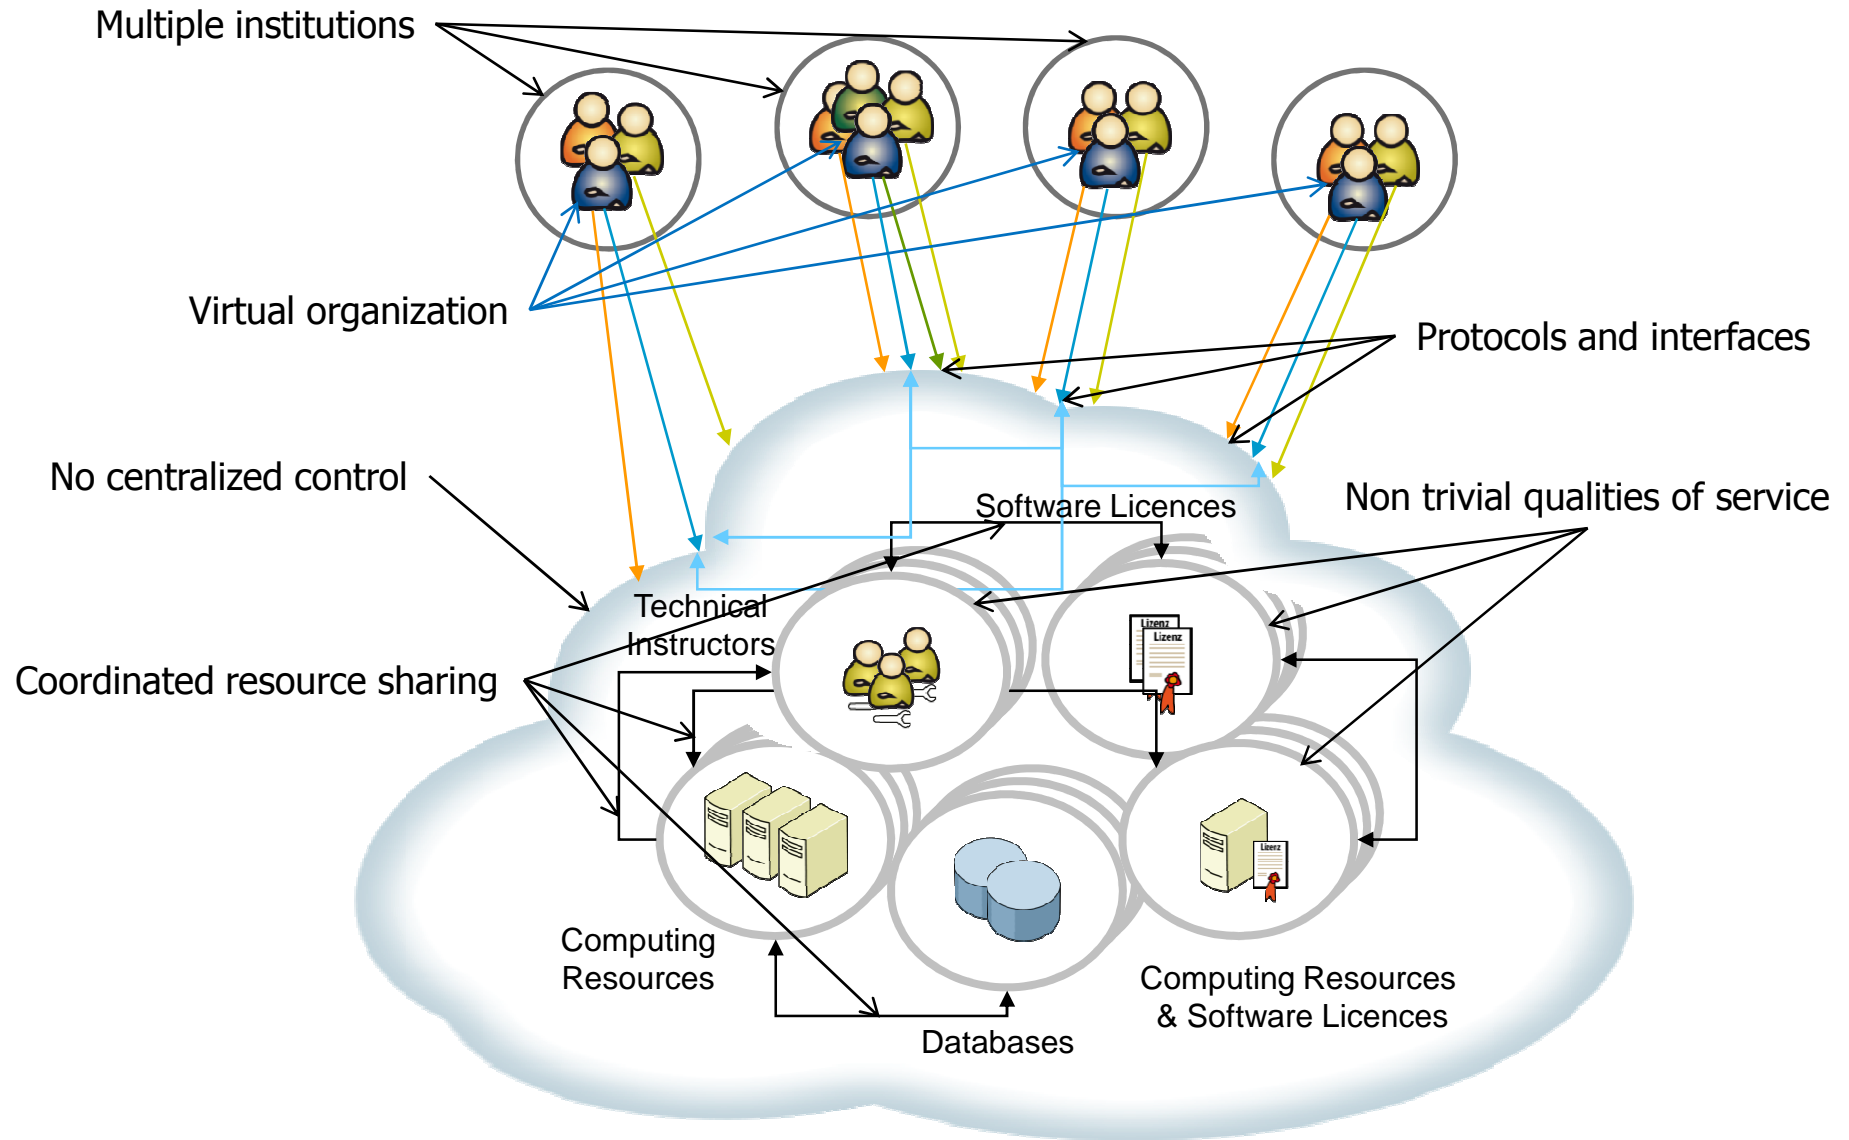 Multiple institutions
Virtual organization
Protocols and interfaces
No centralized control
Software Licences
Non trivial qualities of service
Technical
Instructors
Lizenz
Lizenz
Coordinated resource sharing
Lizenz
Computing
Resources
Computing Resources
& Software Licences
Databases